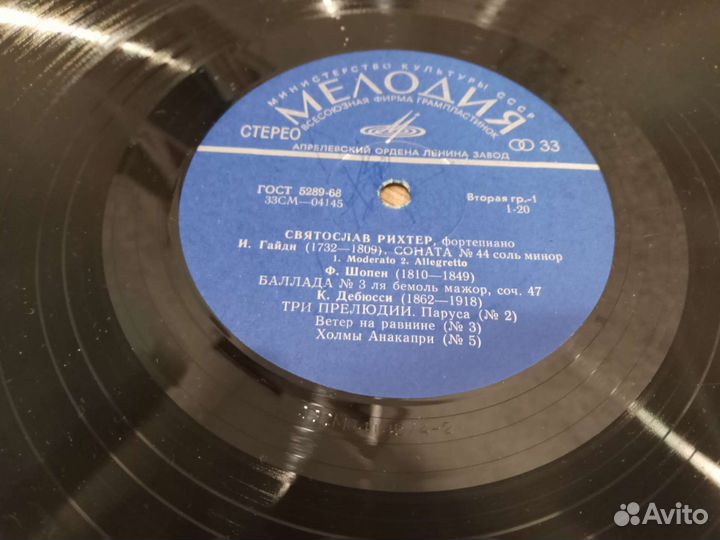 МИНИСТЕРСТВО КУЛЬТУРЫ СССР
МЕЛОДИЯ
ВСЕСОЮЗНАЯ ФИРМА ГРАМПЛАСТИНОК
СТЕРЕО 33
АПРЕЛЕВСКИЙ ОРДЕНА ЛЕНИНА ЗАВОД
ГОСТ 5289-68 Вторая гр.-1
33СМ—04145 1-20
СВЯТОСЛАВ РИХТЕР, фортепиано
И. Гайдн (1732—1809). СОНАТА № 44 соль минор
1. Moderato 2. Allegretto
Ф. Шопен (1810—1849)
БАЛЛАДА № 3 ля бемоль мажор, соч. 47
К. Дебюсси (1862—1918)
ТРИ ПРЕЛЮДИИ. Паруса (№ 2)
Ветер на равнине (№ 3)
Холмы Анакапри (№ 5)
Avito